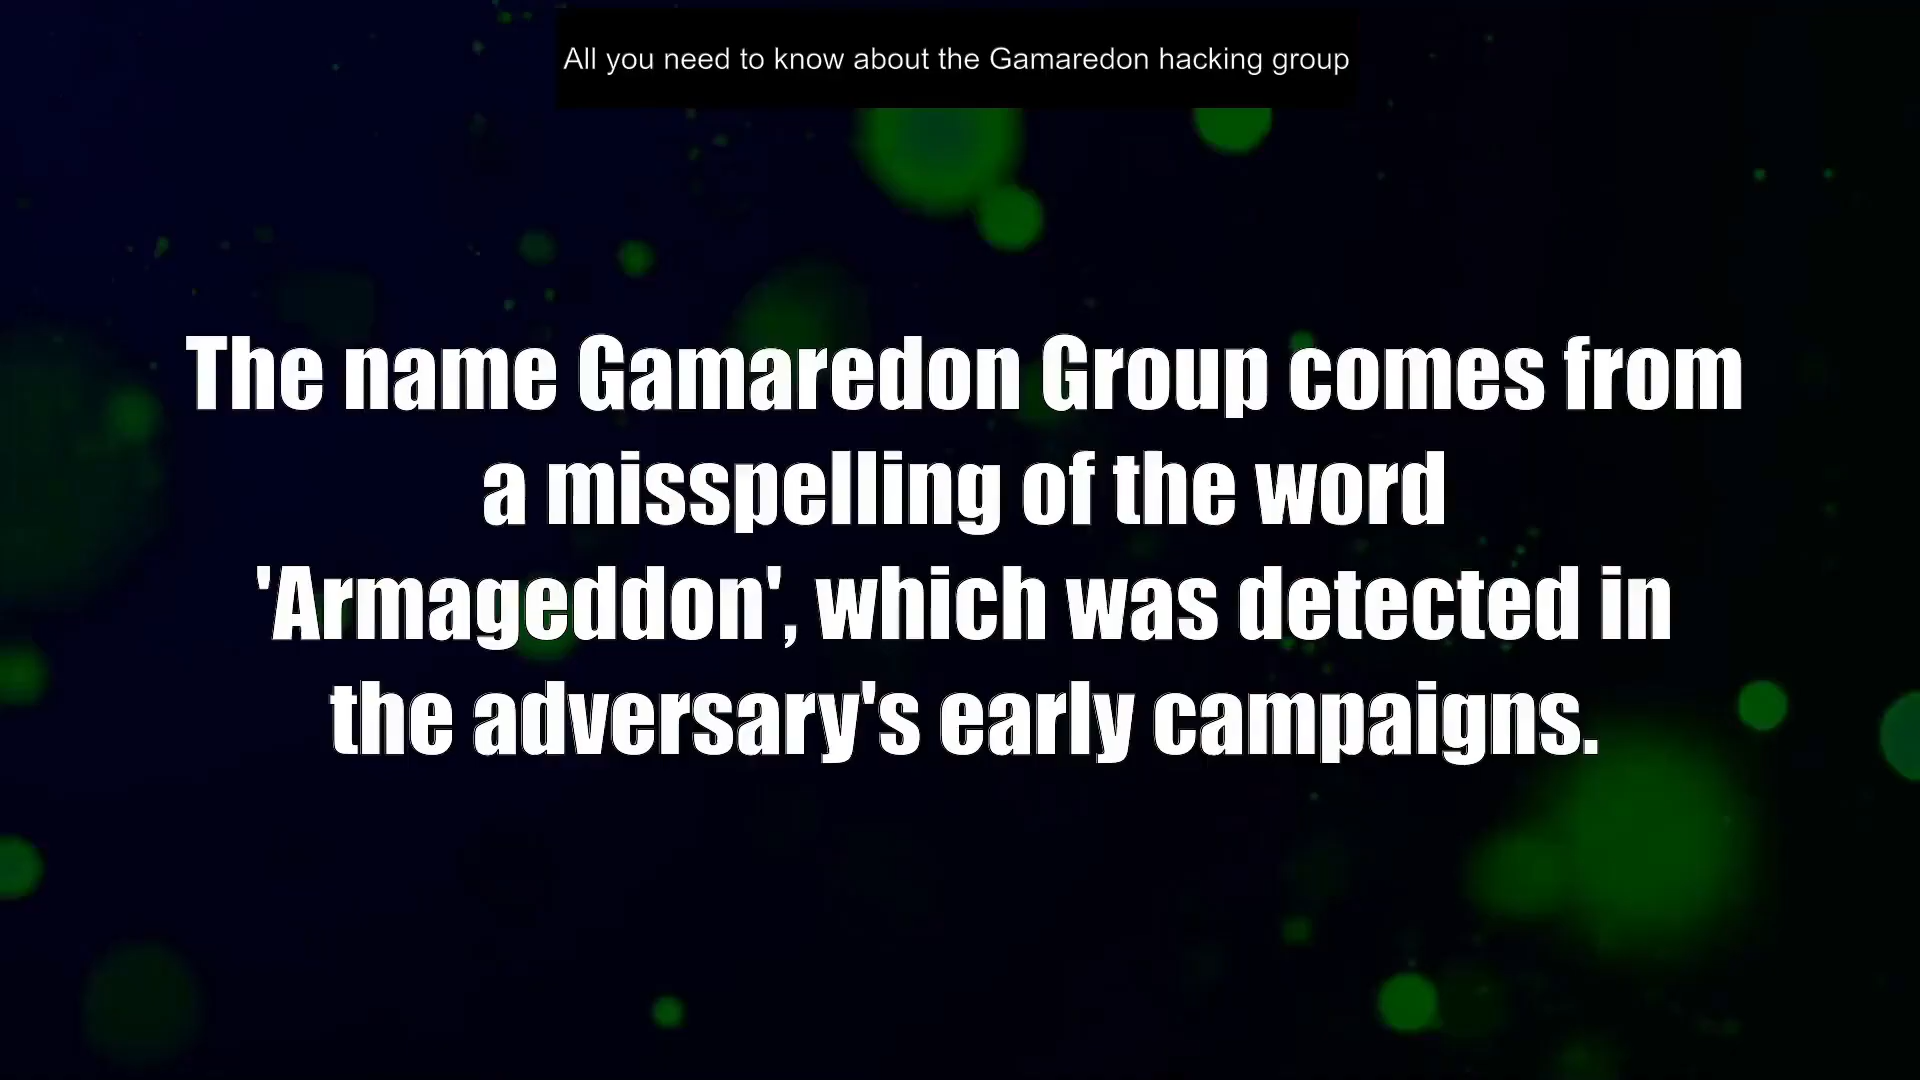 All you need to know about the Gamaredon hacking group
The name Gamaredon Group comes from
a misspelling of the word
'Armageddon', which was detected in
the adversary's early campaigns.